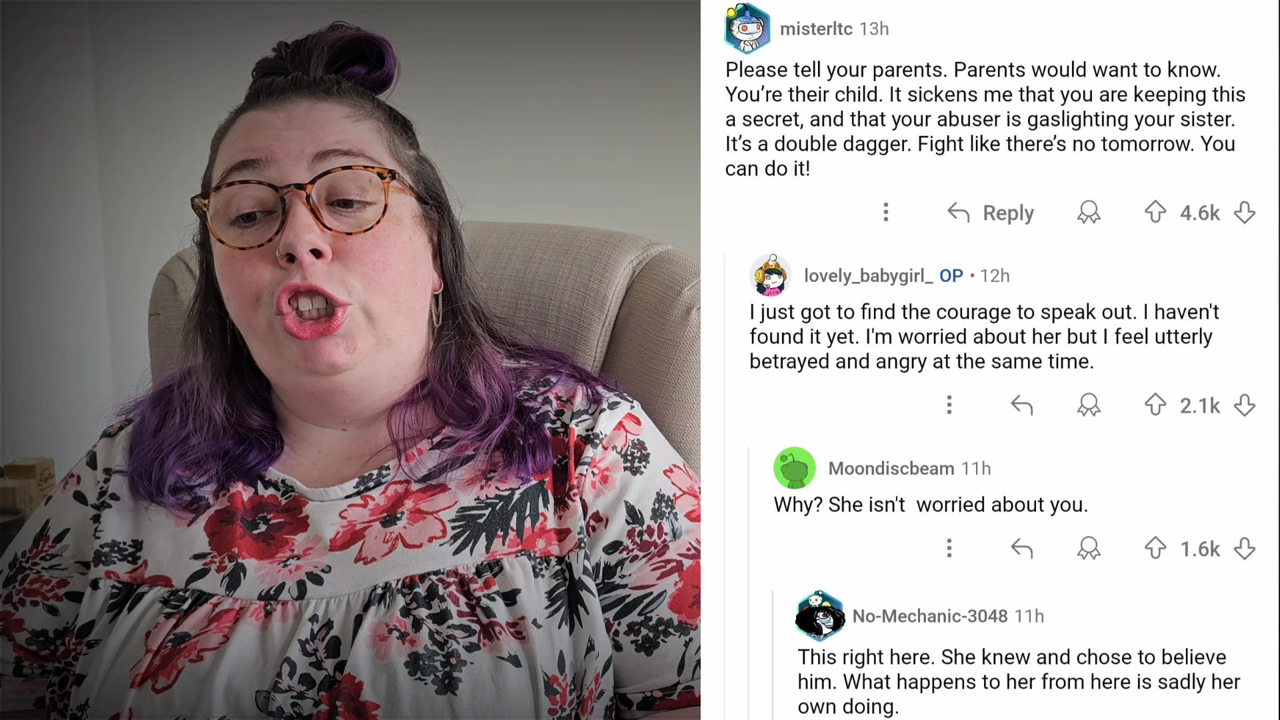 misterltc 13h
Please tell your parents. Parents would want to know.
You’re their child. It sickens me that you are keeping this
a secret, and that your abuser is gaslighting your sister.
It’s a double dagger. Fight like there’s no tomorrow. You
can do it!
Reply 4.6k
lovely_babygirl_ OP • 12h
I just got to find the courage to speak out. I haven't
found it yet. I'm worried about her but I feel utterly
betrayed and angry at the same time.
2.1k
Moondiscbeam 11h
Why? She isn't  worried about you.
1.6k
No-Mechanic-3048 11h
This right here. She knew and chose to believe
him. What happens to her from here is sadly her
own doing.